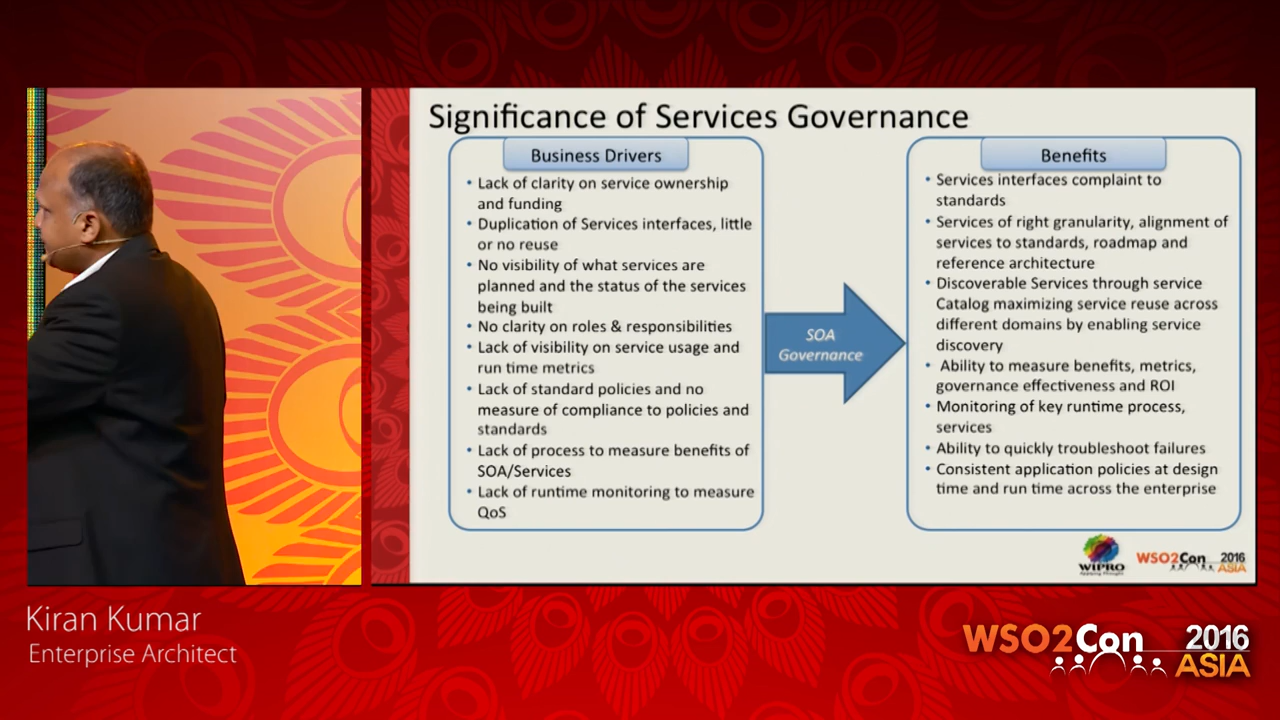 Significance of Services Governance
Business Drivers
• Lack of clarity on service ownership
and funding
• Duplication of Services interfaces, little
or no reuse
• No visibility of what services are
planned and the status of the services
being built
• No clarity on roles & responsibilities
• Lack of visibility on service usage and
run time metrics
• Lack of standard policies and no
measure of compliance to policies and
standards
• Lack of process to measure benefits of
SOA/Services
• Lack of runtime monitoring to measure
QoS
SOA
Governance
Benefits
• Services interfaces complaint to
standards
• Services of right granularity, alignment of
services to standards, roadmap and
reference architecture
• Discoverable Services through service
Catalog maximizing service reuse across
different domains by enabling service
discovery
• Ability to measure benefits, metrics,
governance effectiveness and ROI
• Monitoring of key runtime process,
services
• Ability to quickly troubleshoot failures
• Consistent application policies at design
time and run time across the enterprise
WIPRO
Applying Thought
WSO2Con 2016
ASIA
Kiran Kumar
Enterprise Architect
WSO2Con 2016
ASIA